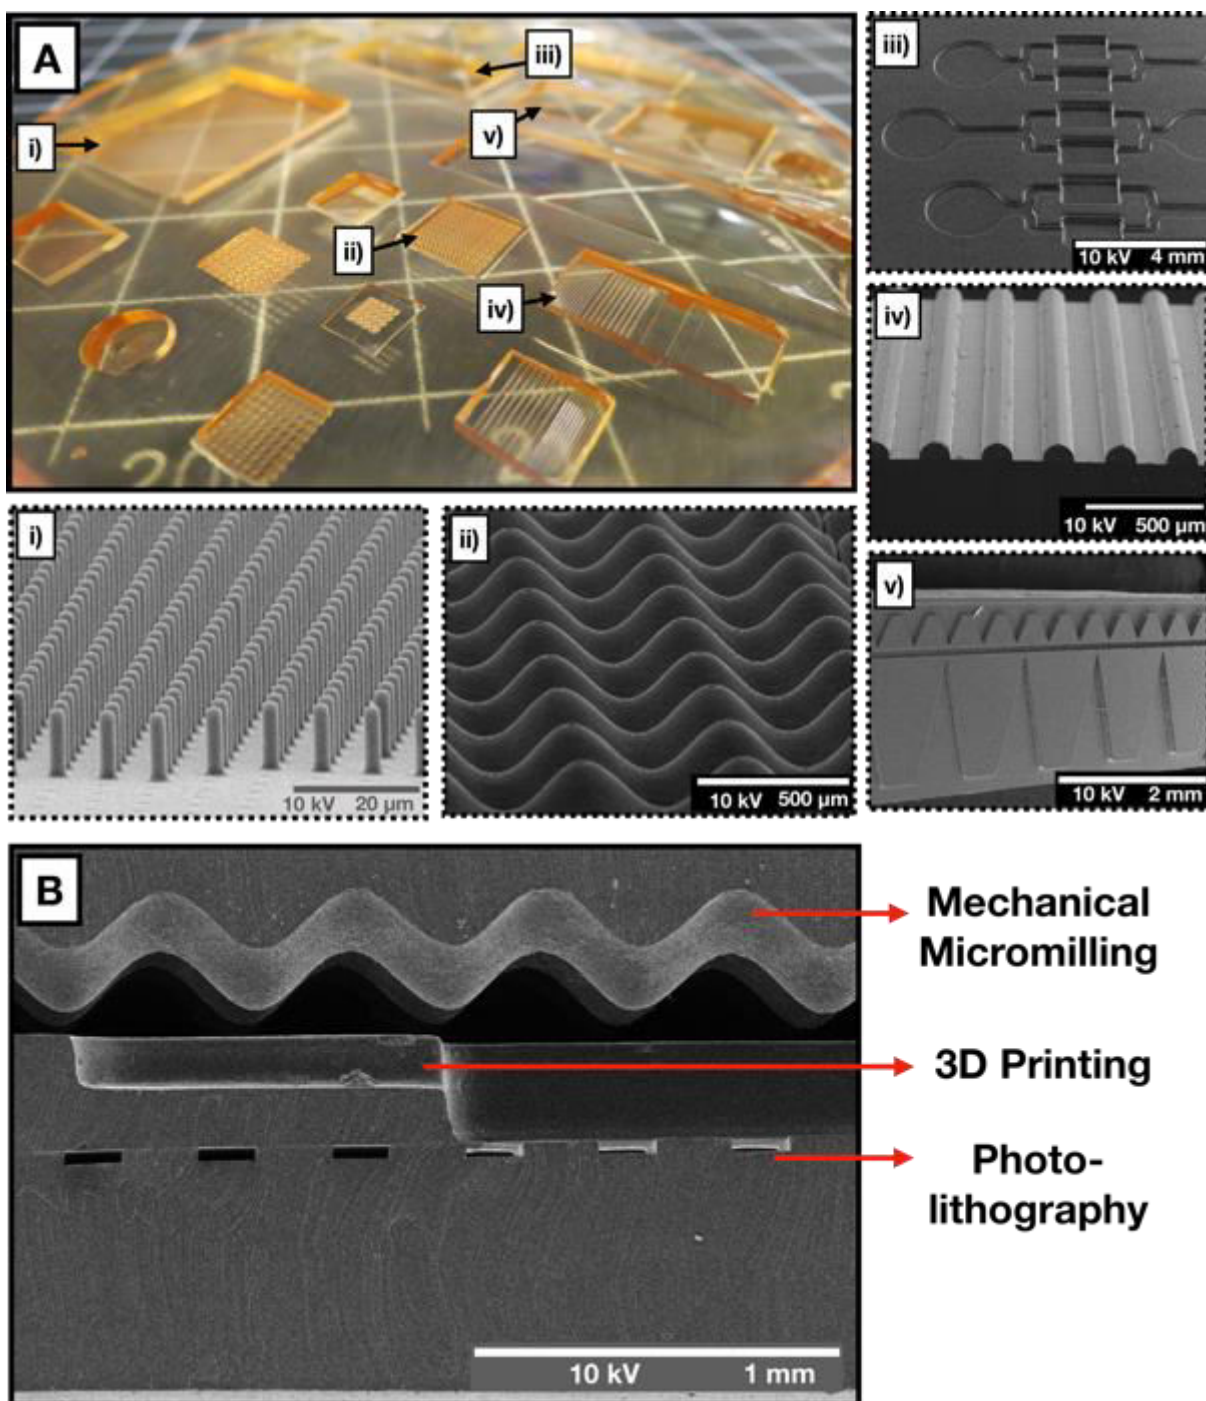 A
i)
ii)
iii)
v)
iv)
iii)
10 kV 4 mm
iv)
10 kV 500 µm
v)
10 kV 2 mm
i)
10 kV 20 µm
ii)
10 kV 500 µm
B
Mechanical
Micromilling
3D Printing
Photo-
lithography
10 kV 1 mm